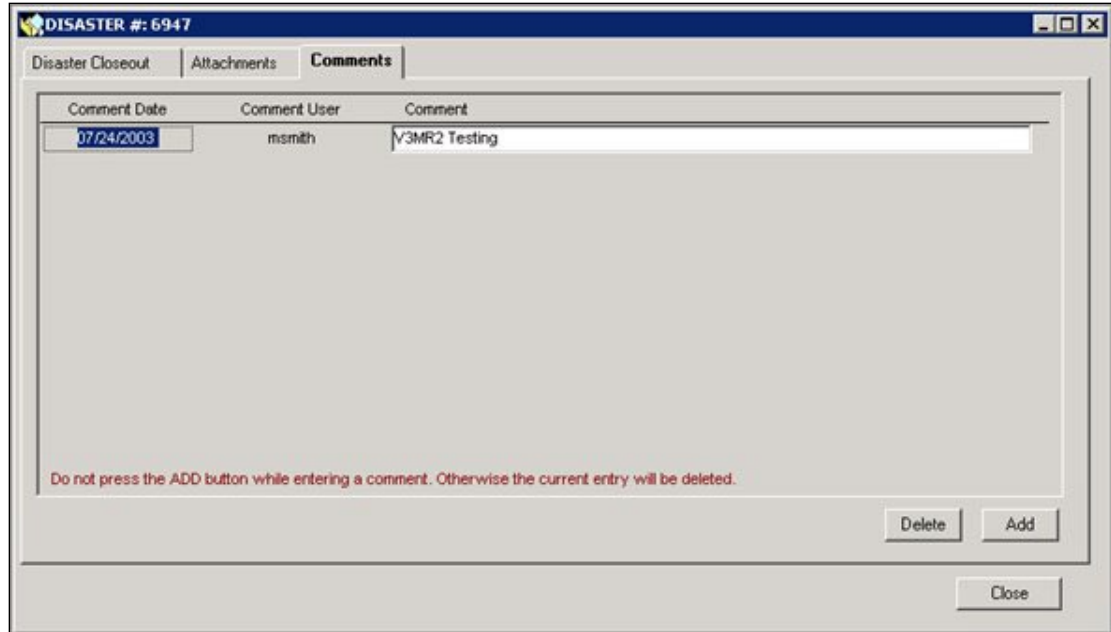 DISASTER #: 6947
Disaster Closeout Attachments Comments
Comment Date Comment User Comment
07/24/2003 msmith V3MR2 Testing
Do not press the ADD button while entering a comment. Otherwise the current entry will be deleted.
Delete Add
Close